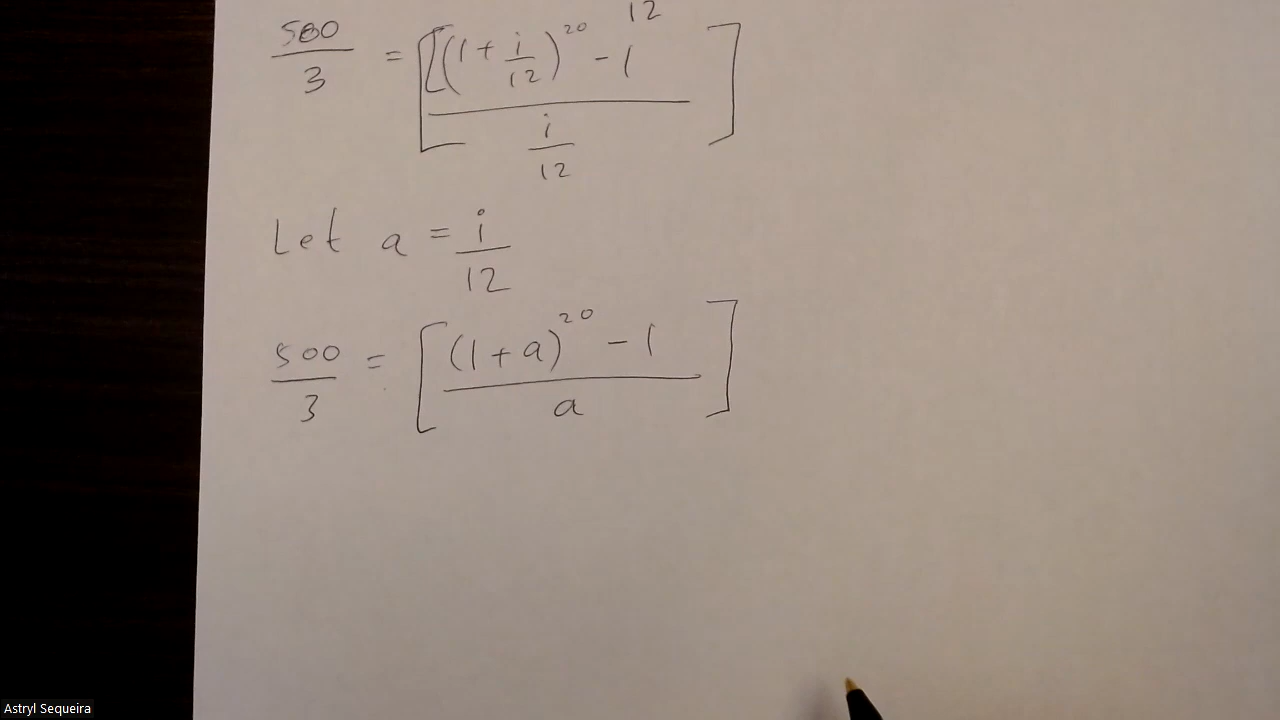 12
500/3 = [[(1 + i/12)^20 - 1] / (i/12)]
Let a = i/12
500/3 = [((1 + a)^20 - 1) / a]
Astryl Sequeira